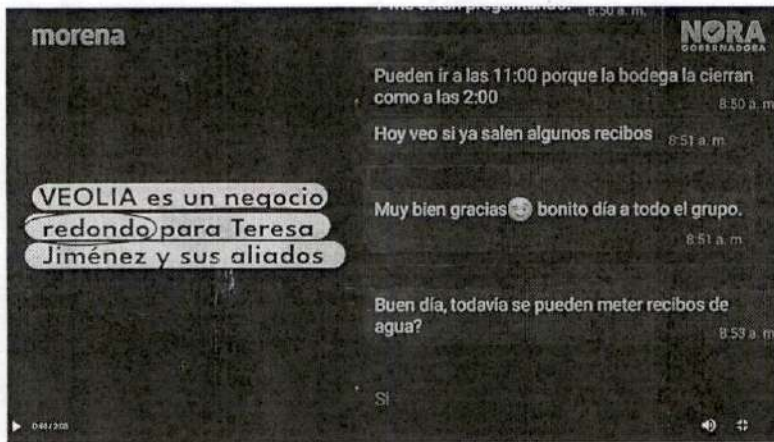 morena
VEOLIA es un negocio
redondo para Teresa
Jiménez y sus aliados
NORA
GOBERNADORA
8:50 a. m.
Pueden ir a las 11:00 porque la bodega la cierran
como a las 2:00
8:50 a. m
Hoy veo si ya salen algunos recibos
8:51 a. m.
Muy bien gracias😊 bonito día a todo el grupo.
8:51 a. m.
Buen día, todavía se pueden meter recibos de
agua?
8:53 a. m
Si